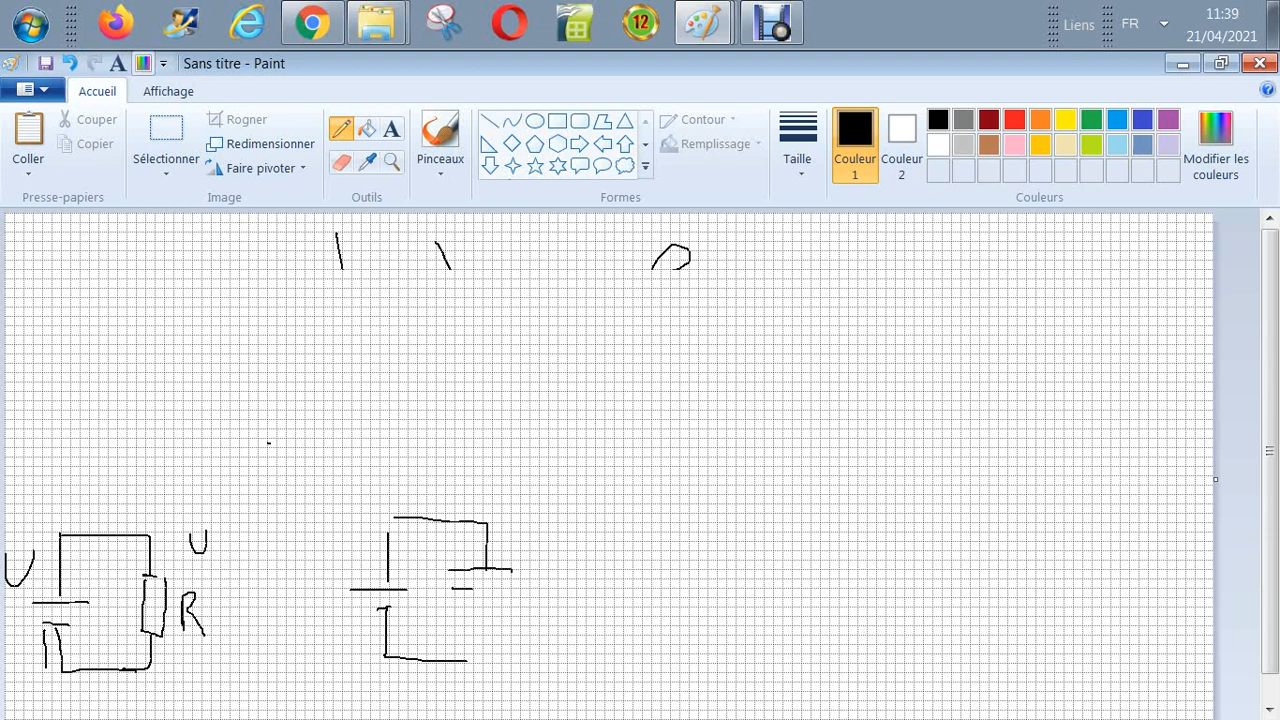 12
Liens
FR
11:39
21/04/2021
Sans titre - Paint
Accueil
Affichage
Coller
Couper
Copier
Presse-papiers
Sélectionner
Rogner
Redimensionner
Faire pivoter
Image
Outils
Pinceaux
Formes
Contour
Remplissage
Taille
Couleur 1
Couleur 2
Modifier les couleurs
Couleurs
U
U
R